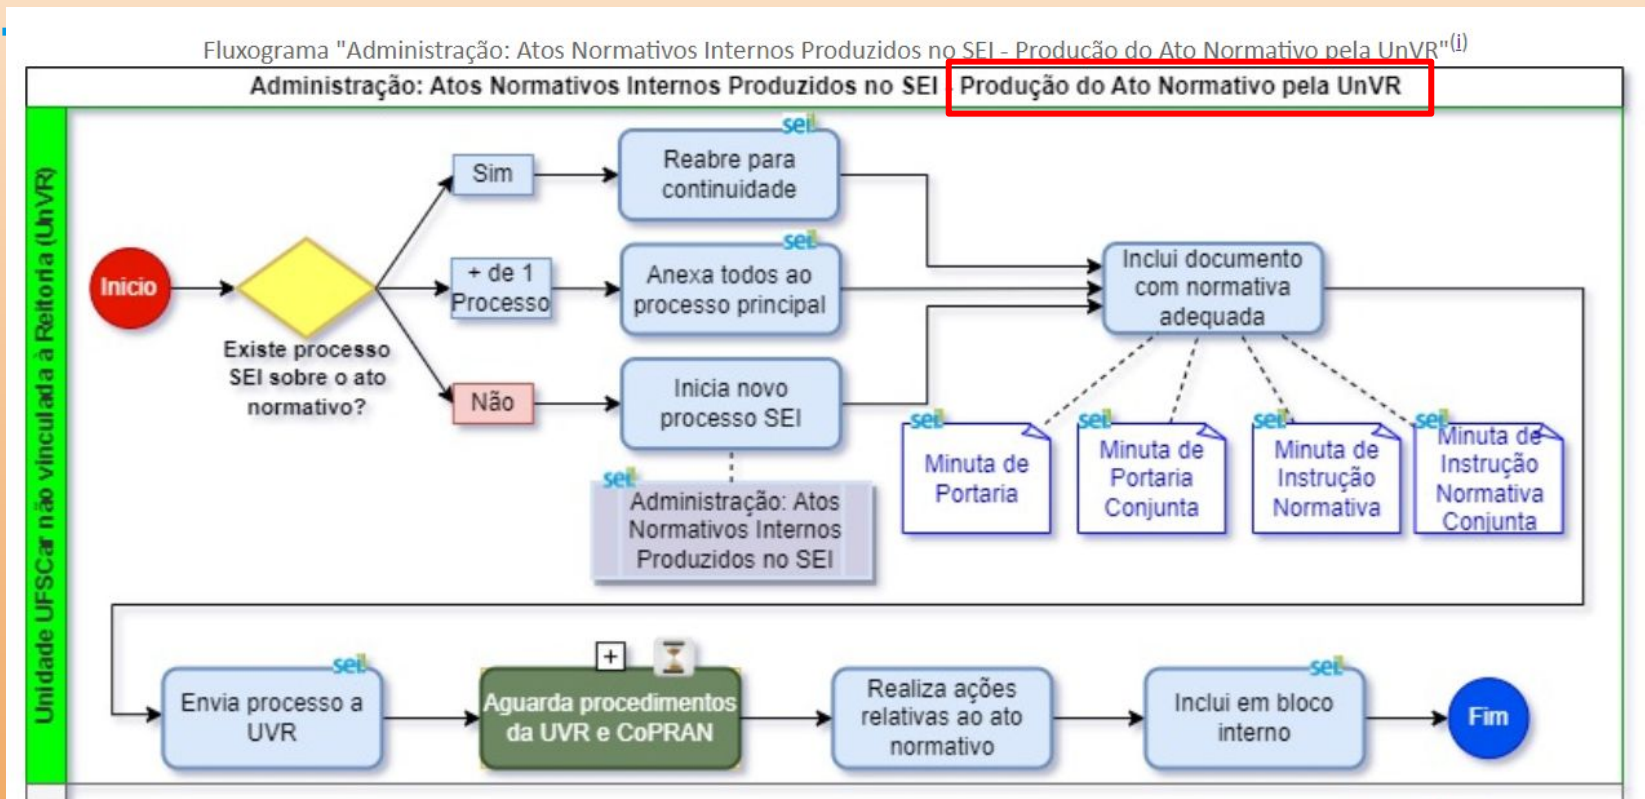 Fluxograma "Administração: Atos Normativos Internos Produzidos no SEI - Produção do Ato Normativo pela UnVR"(i)
Administração: Atos Normativos Internos Produzidos no SEI - Produção do Ato Normativo pela UnVR
Unidade UFSCar não vinculada à Reitoria (UnVR)
Inicio
Existe processo
SEI sobre o ato
normativo?
Sim
sei!
Reabre para
continuidade
+ de 1
Processo
sei!
Anexa todos ao
processo principal
Não
Inicia novo
processo SEI
sei!
Administração: Atos
Normativos Internos
Produzidos no SEI
Inclui documento
com normativa
adequada
sei!
Minuta de
Portaria
sei!
Minuta de
Portaria
Conjunta
sei!
Minuta de
Instrução
Normativa
sei!
Minuta de
Instrução
Normativa
Conjunta
sei!
Envia processo a
UVR
+
Aguarda procedimentos
da UVR e CoPRAN
Realiza ações
relativas ao ato
normativo
sei!
Inclui em bloco
interno
Fim